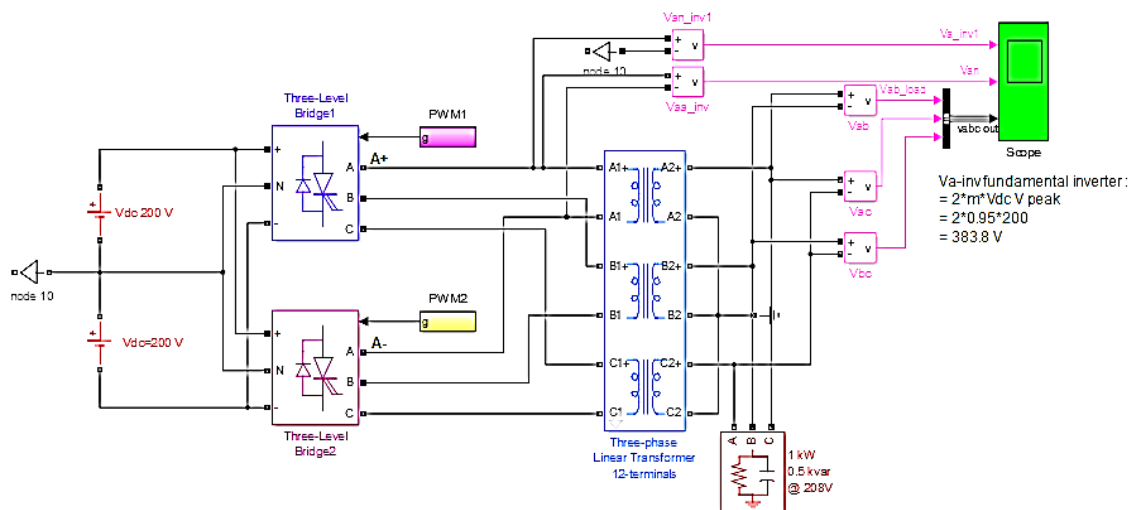 Van_inv1
+
-
v
Va_inv1
node 10
+
-
v
Van
Vaa_inv
Three-Level
Bridge1
PWM1
g
+
N
-
A
B
C
A+
Vab_load
+
-
v
Vab
vabc out
Scope
Va-inv fundamental inverter :
= 2*m*Vdc V peak
= 2*0.95*200
= 383.8 V
+
-
v
Vac
+
-
v
Vbc
Vdc 200 V
node 10
Vdc=200 V
PWM2
g
+
N
-
A
B
C
A-
Three-Level
Bridge2
A1+
A2+
A1
A2
B1+
B2+
B1
B2
C1+
C2+
C1
C2
Three-phase
Linear Transformer
12-terminals
A
B
C
1 kW
0.5 kvar
@ 208V